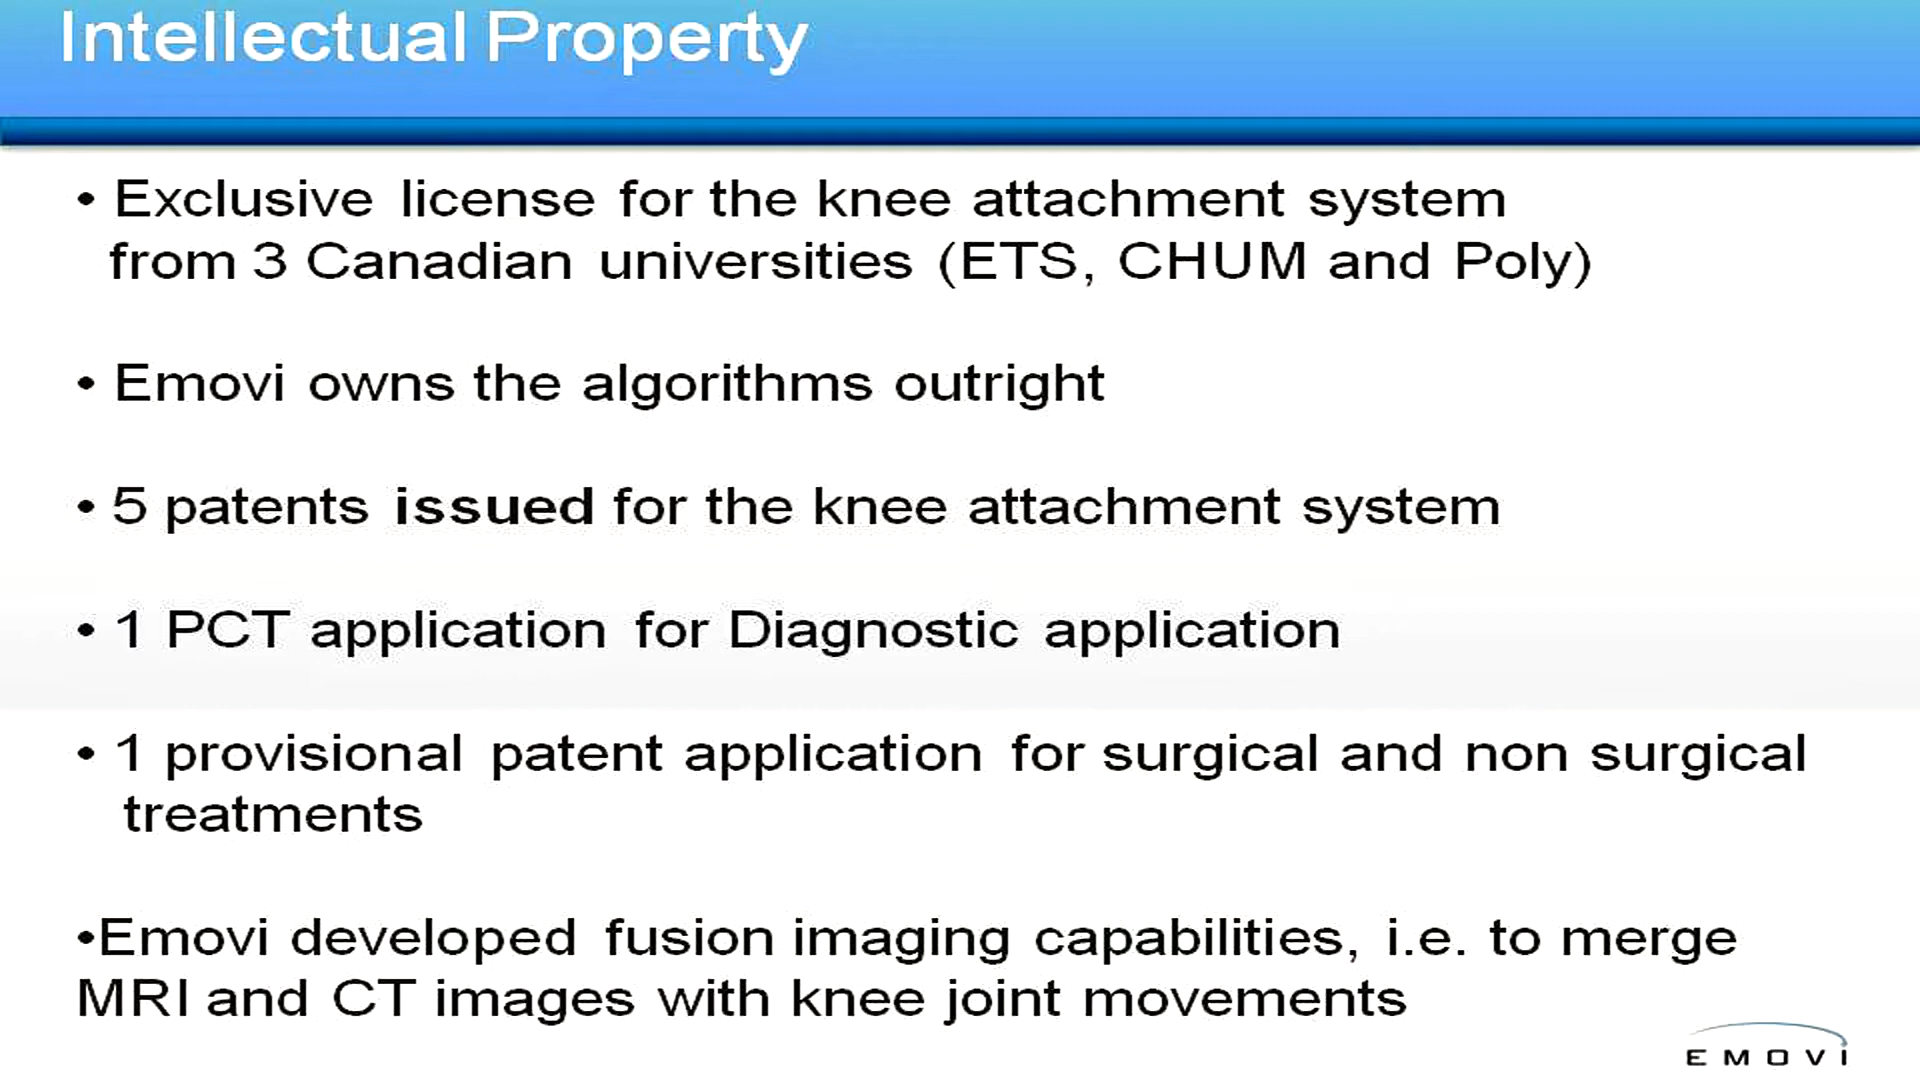 Intellectual Property
• Exclusive license for the knee attachment system
from 3 Canadian universities (ETS, CHUM and Poly)
• Emovi owns the algorithms outright
• 5 patents issued for the knee attachment system
• 1 PCT application for Diagnostic application
• 1 provisional patent application for surgical and non surgical
treatments
•Emovi developed fusion imaging capabilities, i.e. to merge
MRI and CT images with knee joint movements
EMOVi